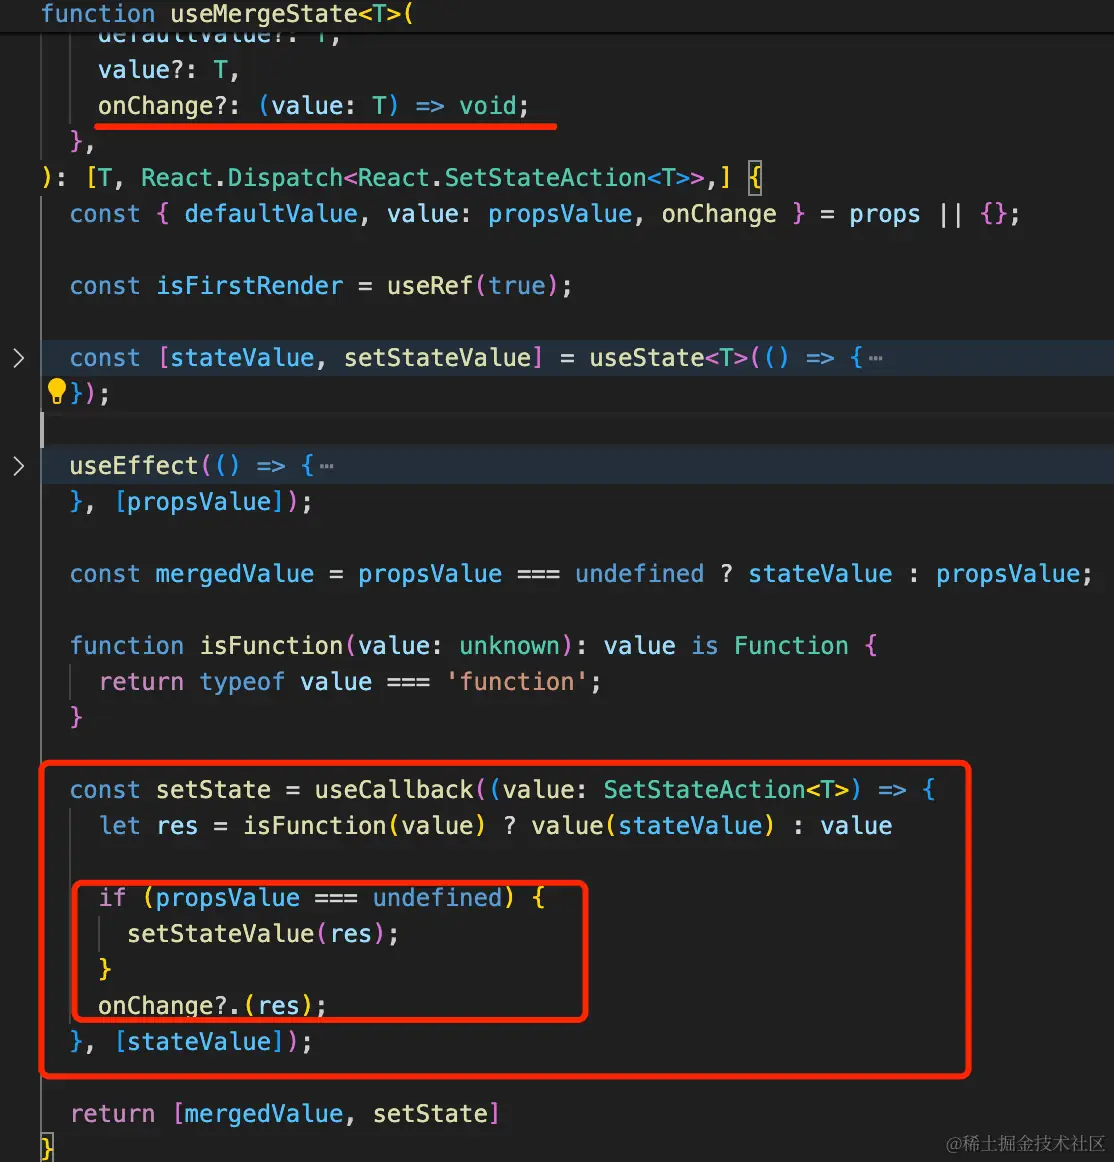 function useMergeState<T>(
defaultValue?: T,
value?: T,
onChange?: (value: T) => void;
},
): [T, React.Dispatch<React.SetStateAction<T>>,] {
const { defaultValue, value: propsValue, onChange } = props || {};
const isFirstRender = useRef(true);
const [stateValue, setStateValue] = useState<T>(() => {⋯
});
useEffect(() => {⋯
}, [propsValue]);
const mergedValue = propsValue === undefined ? stateValue : propsValue;
function isFunction(value: unknown): value is Function {
return typeof value === 'function';
}
const setState = useCallback((value: SetStateAction<T>) => {
let res = isFunction(value) ? value(stateValue) : value
if (propsValue === undefined) {
setStateValue(res);
}
onChange?.(res);
}, [stateValue]);
return [mergedValue, setState]
}
@稀土掘金技术社区